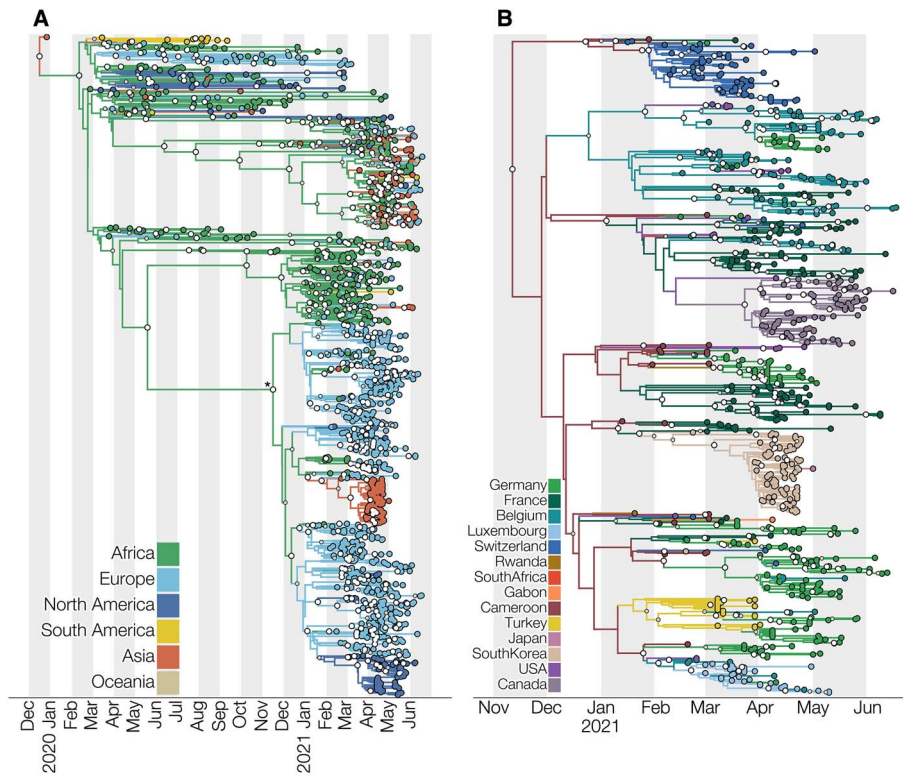 A
B
*
Africa
Europe
North America
South America
Asia
Oceania
Dec
2020 Jan
Feb
Mar
Apr
May
Jun
Jul
Aug
Sep
Oct
Nov
Dec
2021 Jan
Feb
Mar
Apr
May
Jun
Germany
France
Belgium
Luxembourg
Switzerland
Rwanda
SouthAfrica
Gabon
Cameroon
Turkey
Japan
SouthKorea
USA
Canada
Nov Dec Jan Feb Mar Apr May Jun
2021